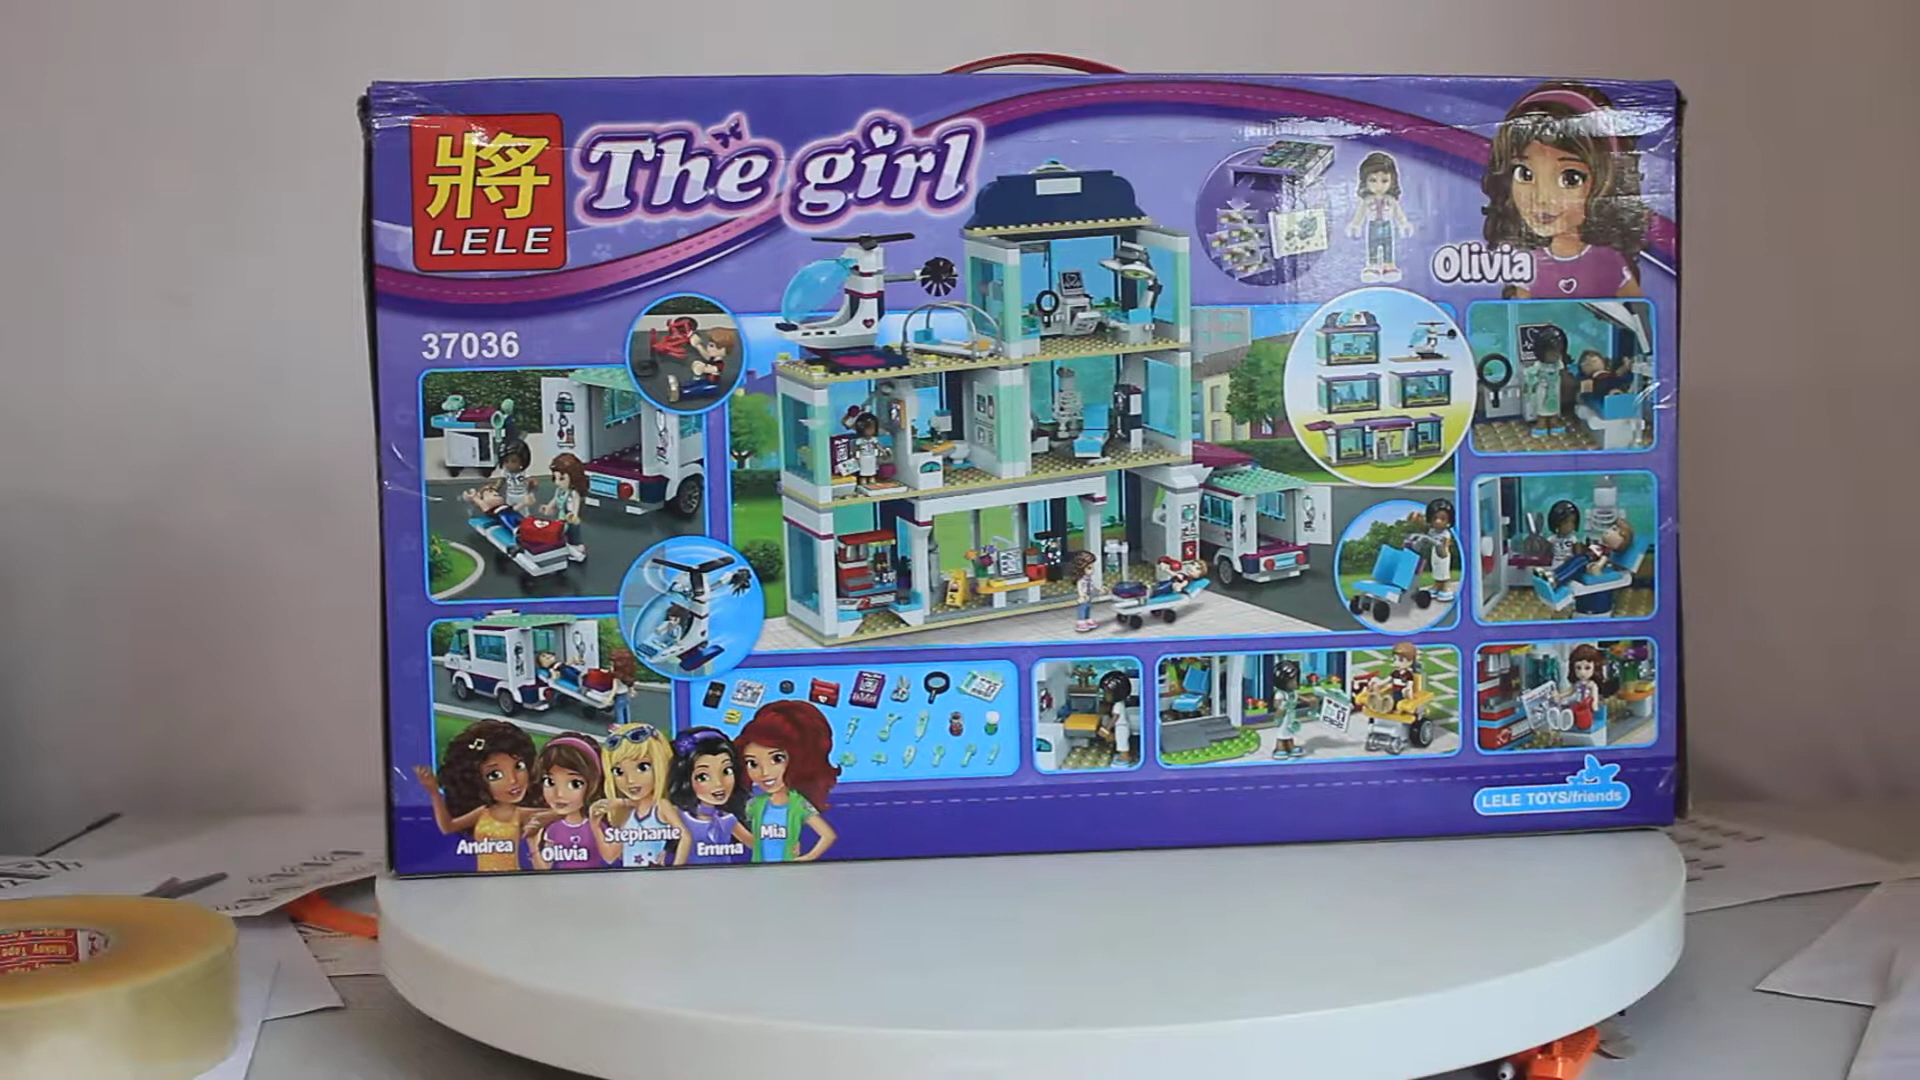 將
LELE
The girl
Olivia
37036
Andrea
Olivia
Stephanie
Emma
Mia
LELE TOYS/friends